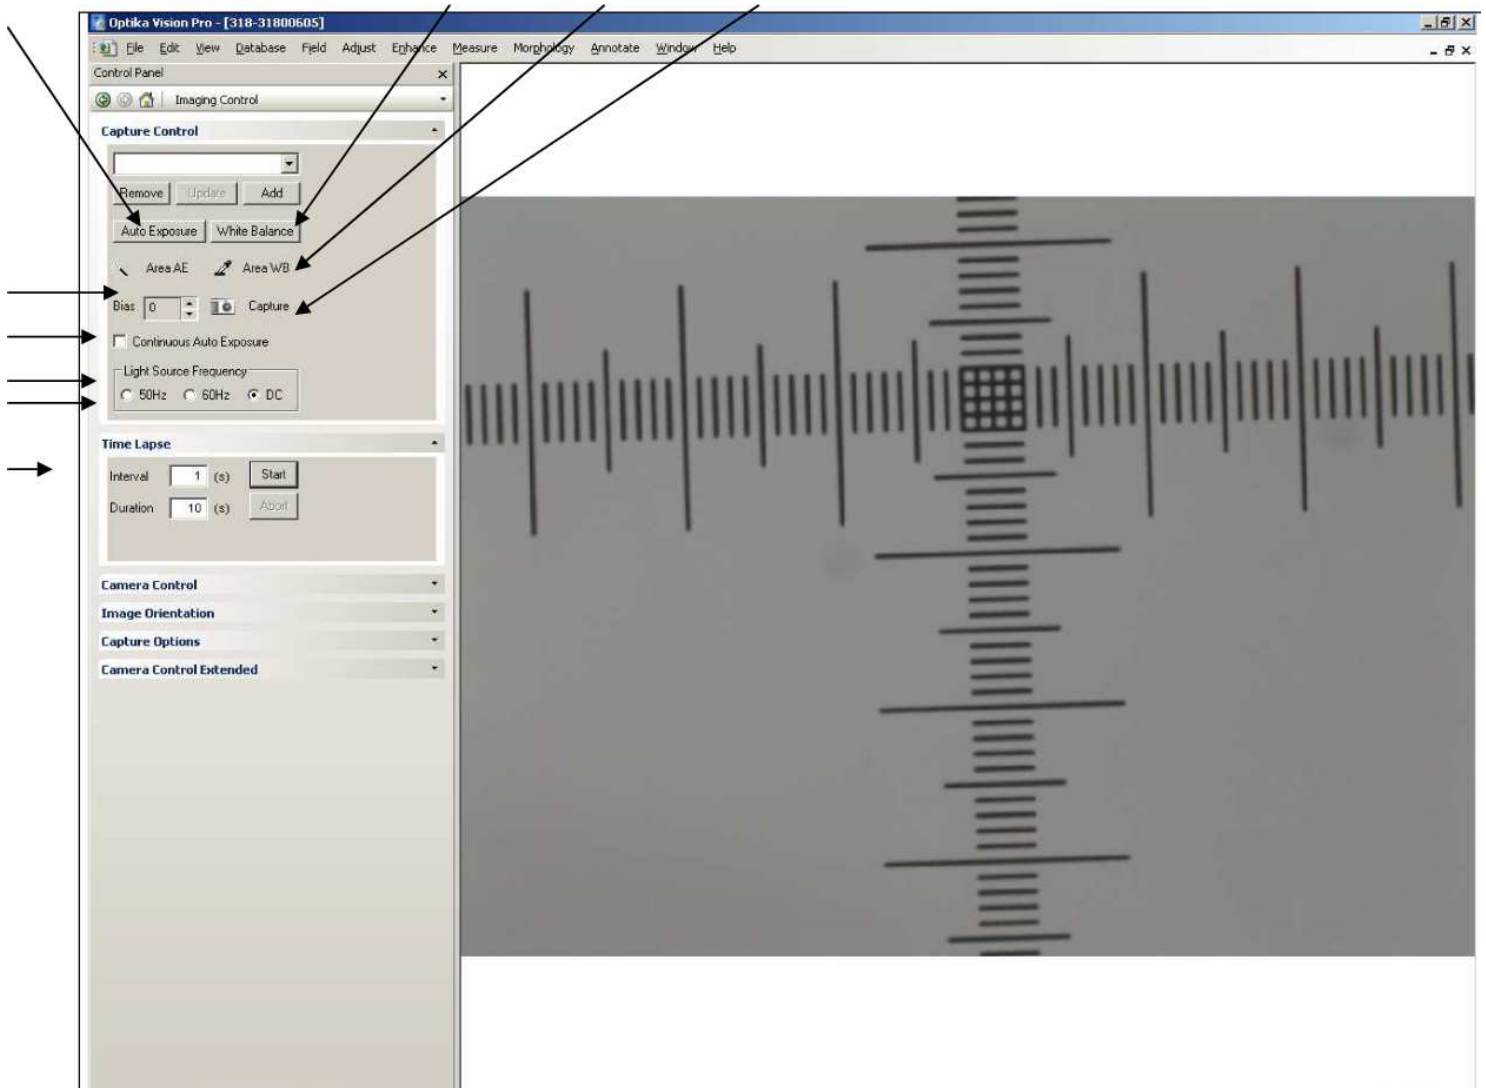 Optika Vision Pro - [318-31800605]
File Edit View Database Field Adjust Enhance Measure Morphology Annotate Window Help
Control Panel
Imaging Control
Capture Control
Remove Update Add
Auto Exposure White Balance
Area AE Area WB
Bias 0 Capture
Continuous Auto Exposure
Light Source Frequency
50Hz 60Hz DC
Time Lapse
Interval 1 (s) Start
Duration 10 (s) Abort
Camera Control
Image Orientation
Capture Options
Camera Control Extended